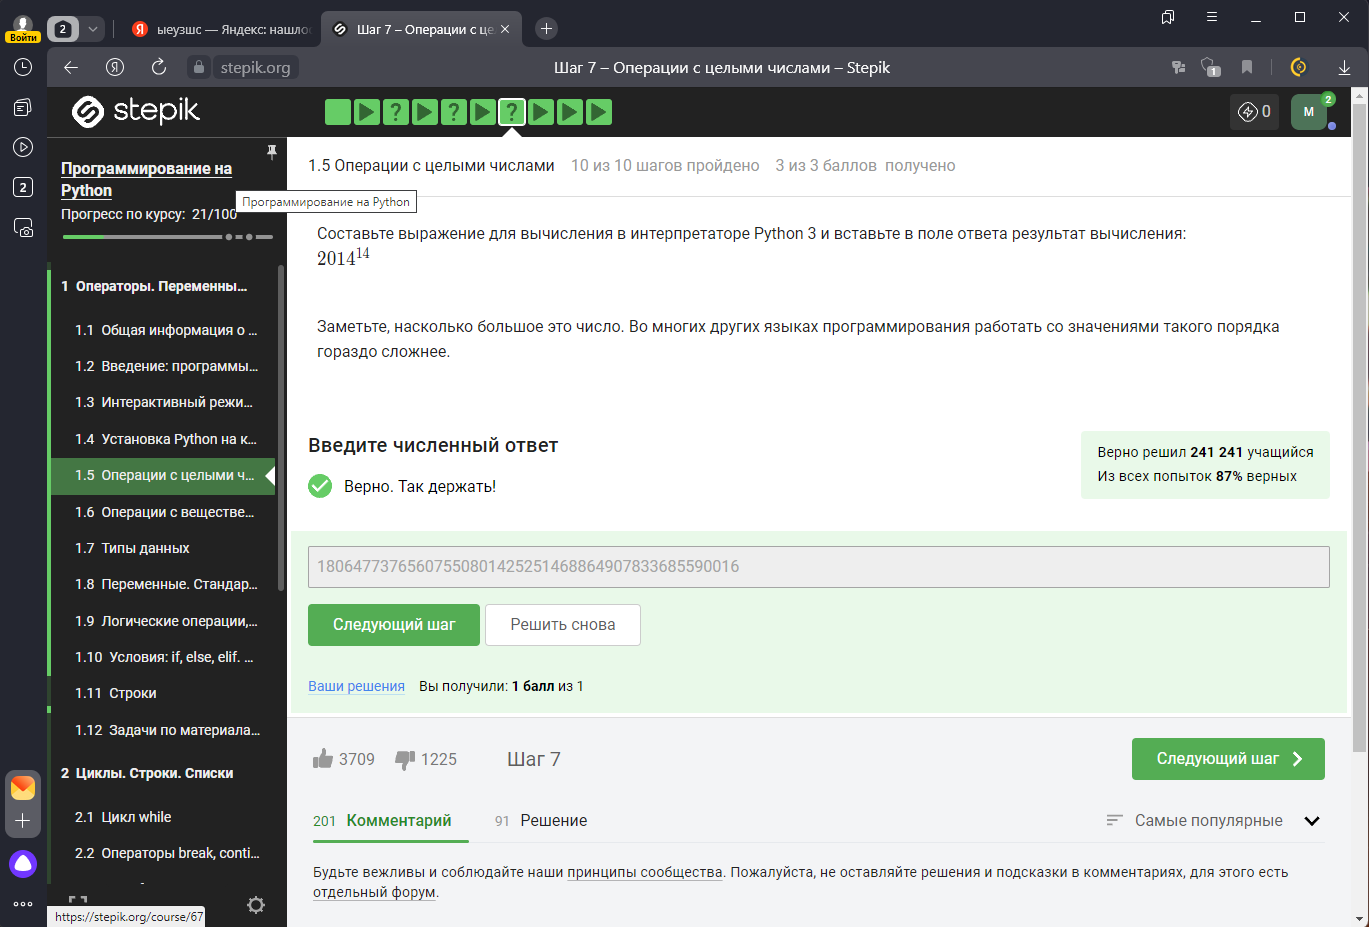 Войти
2
ыеузшс — Яндекс: нашло
Шаг 7 – Операции с це
stepik.org
Шаг 7 – Операции с целыми числами – Stepik
1
2
stepik
0
М
2
Программирование на
Python
Прогресс по курсу: 21/100
Программирование на Python
1 Операторы. Переменны...
1.1 Общая информация о ...
1.2 Введение: программы...
1.3 Интерактивный режи...
1.4 Установка Python на к...
1.5 Операции с целыми ч...
1.6 Операции с веществе...
1.7 Типы данных
1.8 Переменные. Стандар...
1.9 Логические операции,...
1.10 Условия: if, else, elif. ...
1.11 Строки
1.12 Задачи по материала...
2 Циклы. Строки. Списки
2.1 Цикл while
2.2 Операторы break, conti...
https://stepik.org/course/67
1.5 Операции с целыми числами 10 из 10 шагов пройдено 3 из 3 баллов получено
Составьте выражение для вычисления в интерпретаторе Python 3 и вставьте в поле ответа результат вычисления:
2014^14
Заметьте, насколько большое это число. Во многих других языках программирования работать со значениями такого порядка
гораздо сложнее.
Введите численный ответ
Верно решил 241 241 учащийся
Из всех попыток 87% верных
Верно. Так держать!
18064773765607550801425251468864907833685590016
Следующий шаг
Решить снова
Ваши решения Вы получили: 1 балл из 1
3709
1225
Шаг 7
Следующий шаг
201 Комментарий
91 Решение
Самые популярные
Будьте вежливы и соблюдайте наши принципы сообщества. Пожалуйста, не оставляйте решения и подсказки в комментариях, для этого есть
отдельный форум.